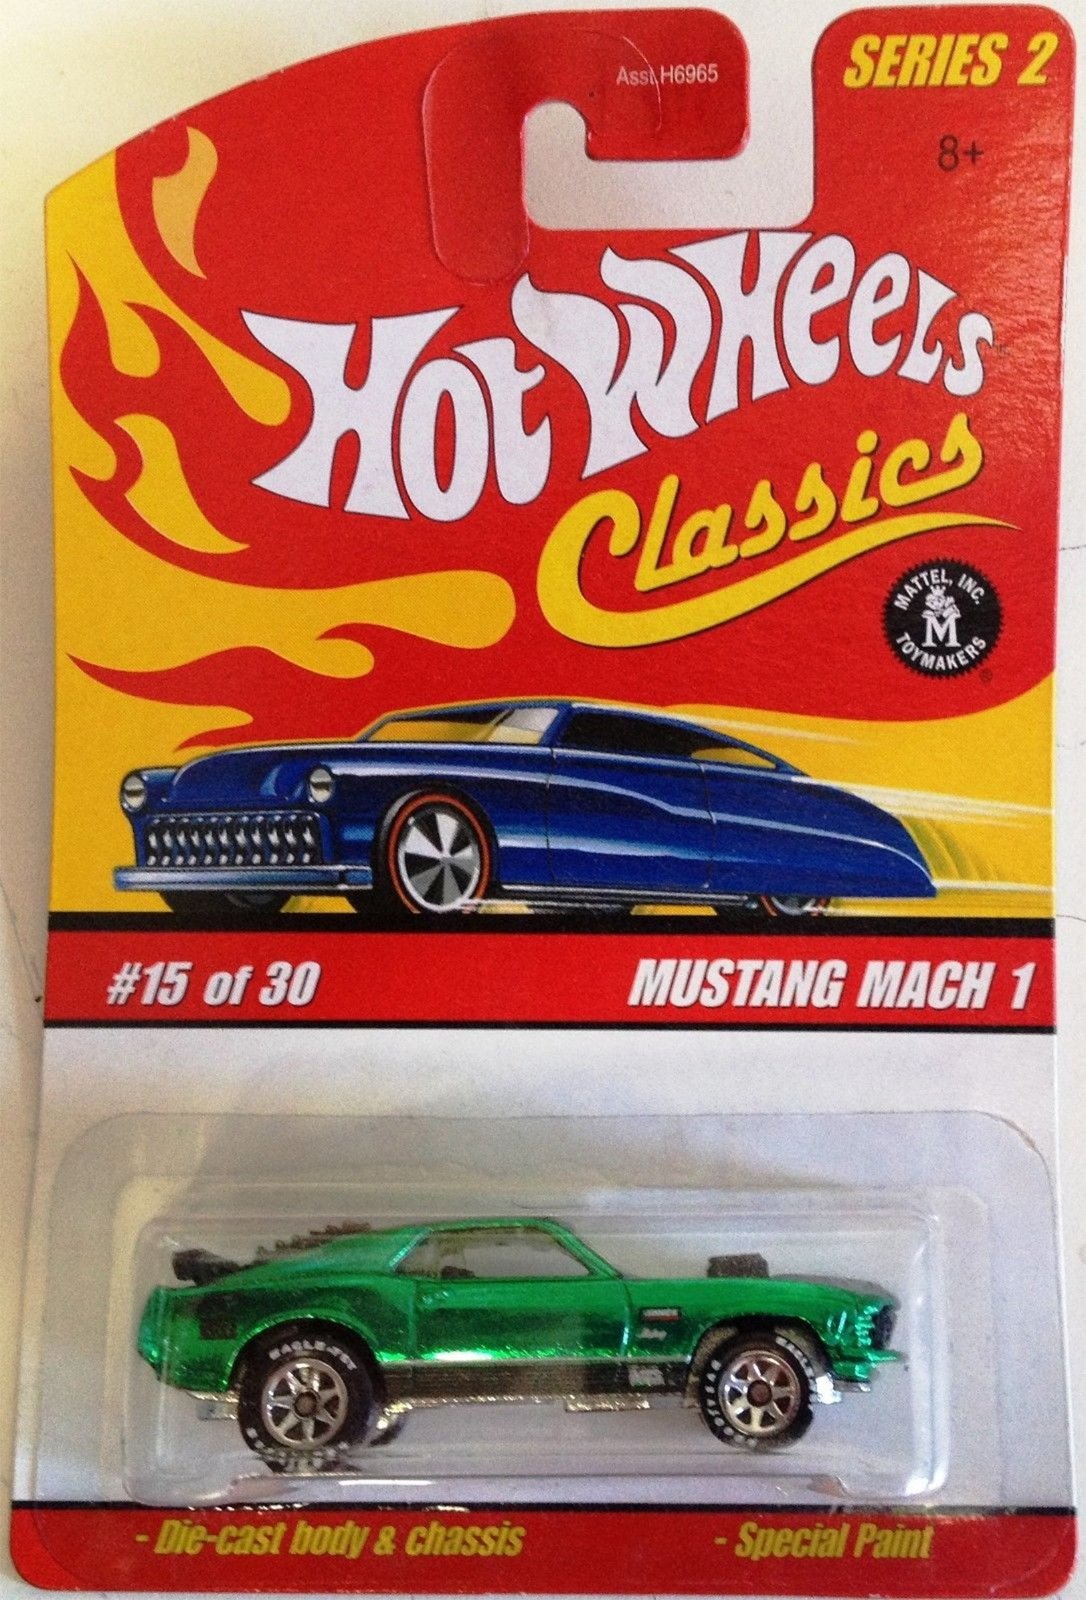 Asst.H6965
SERIES 2
8+
HOT WHEELS
Classics
MATTEL, INC.
M
TOYMAKERS
®
#15 of 30
MUSTANG MACH 1
EAGLE
- Die-cast body & chassis
- Special Paint